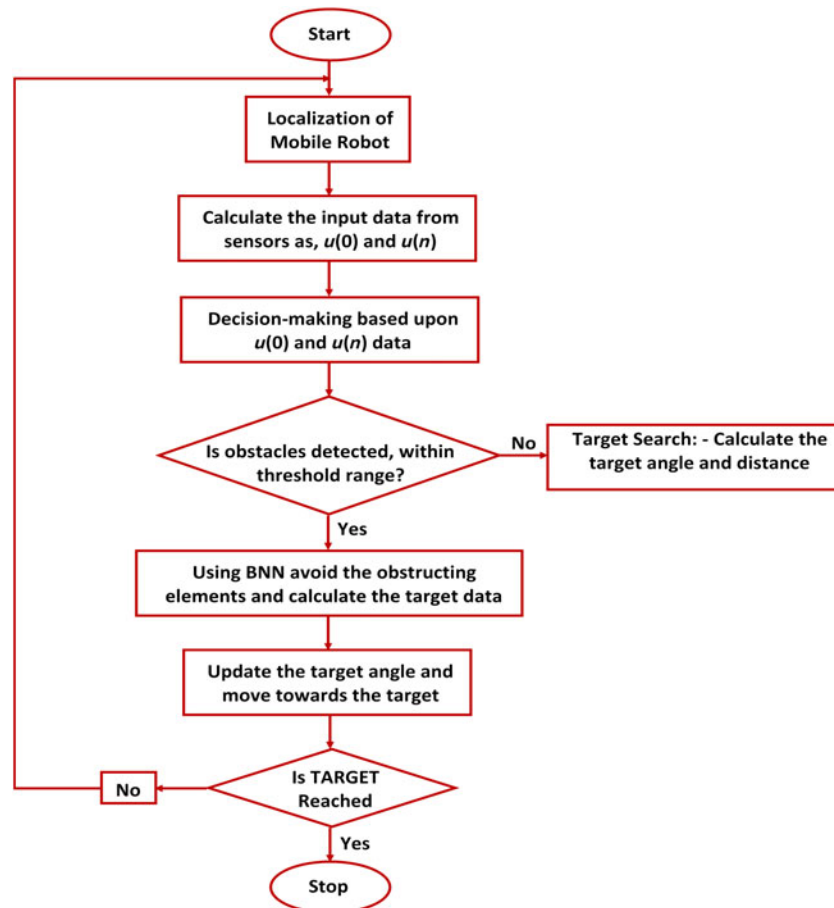 Start
Localization of
Mobile Robot
Calculate the input data from
sensors as, u(0) and u(n)
Decision-making based upon
u(0) and u(n) data
Is obstacles detected, within
threshold range?
No
Target Search: - Calculate the
target angle and distance
Yes
Using BNN avoid the obstructing
elements and calculate the target data
Update the target angle and
move towards the target
Is TARGET
Reached
No
Yes
Stop